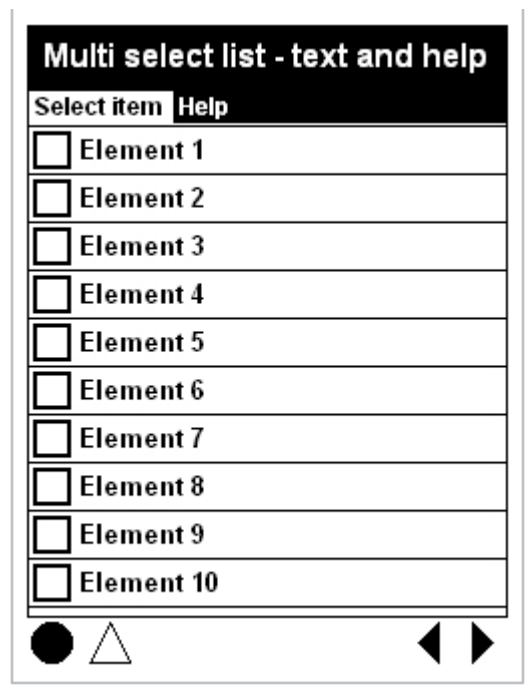 Multi select list - text and help
Select item Help
Element 1
Element 2
Element 3
Element 4
Element 5
Element 6
Element 7
Element 8
Element 9
Element 10